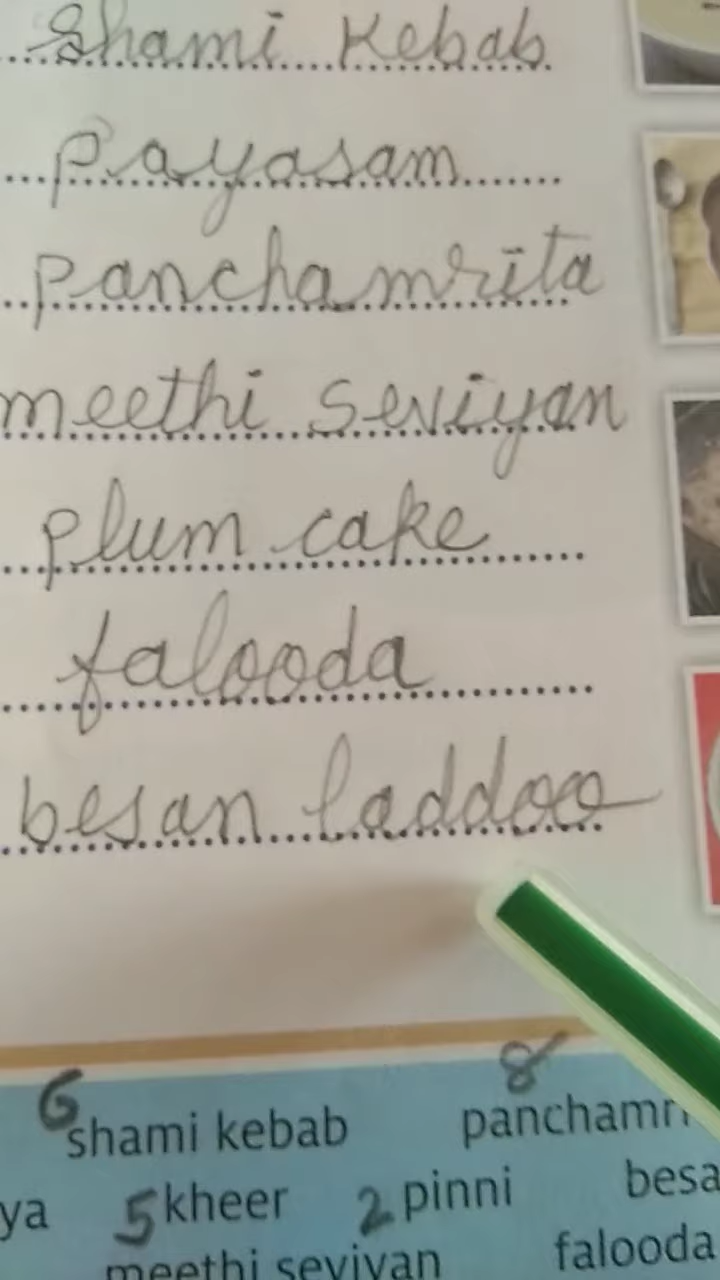 Shami Kebab
payasam
panchamrita
meethi seviyan
plum cake
falooda
besan laddoo
6 shami kebab 8 panchamri
ya 5 kheer 2 pinni besa
meethi seviyan falooda